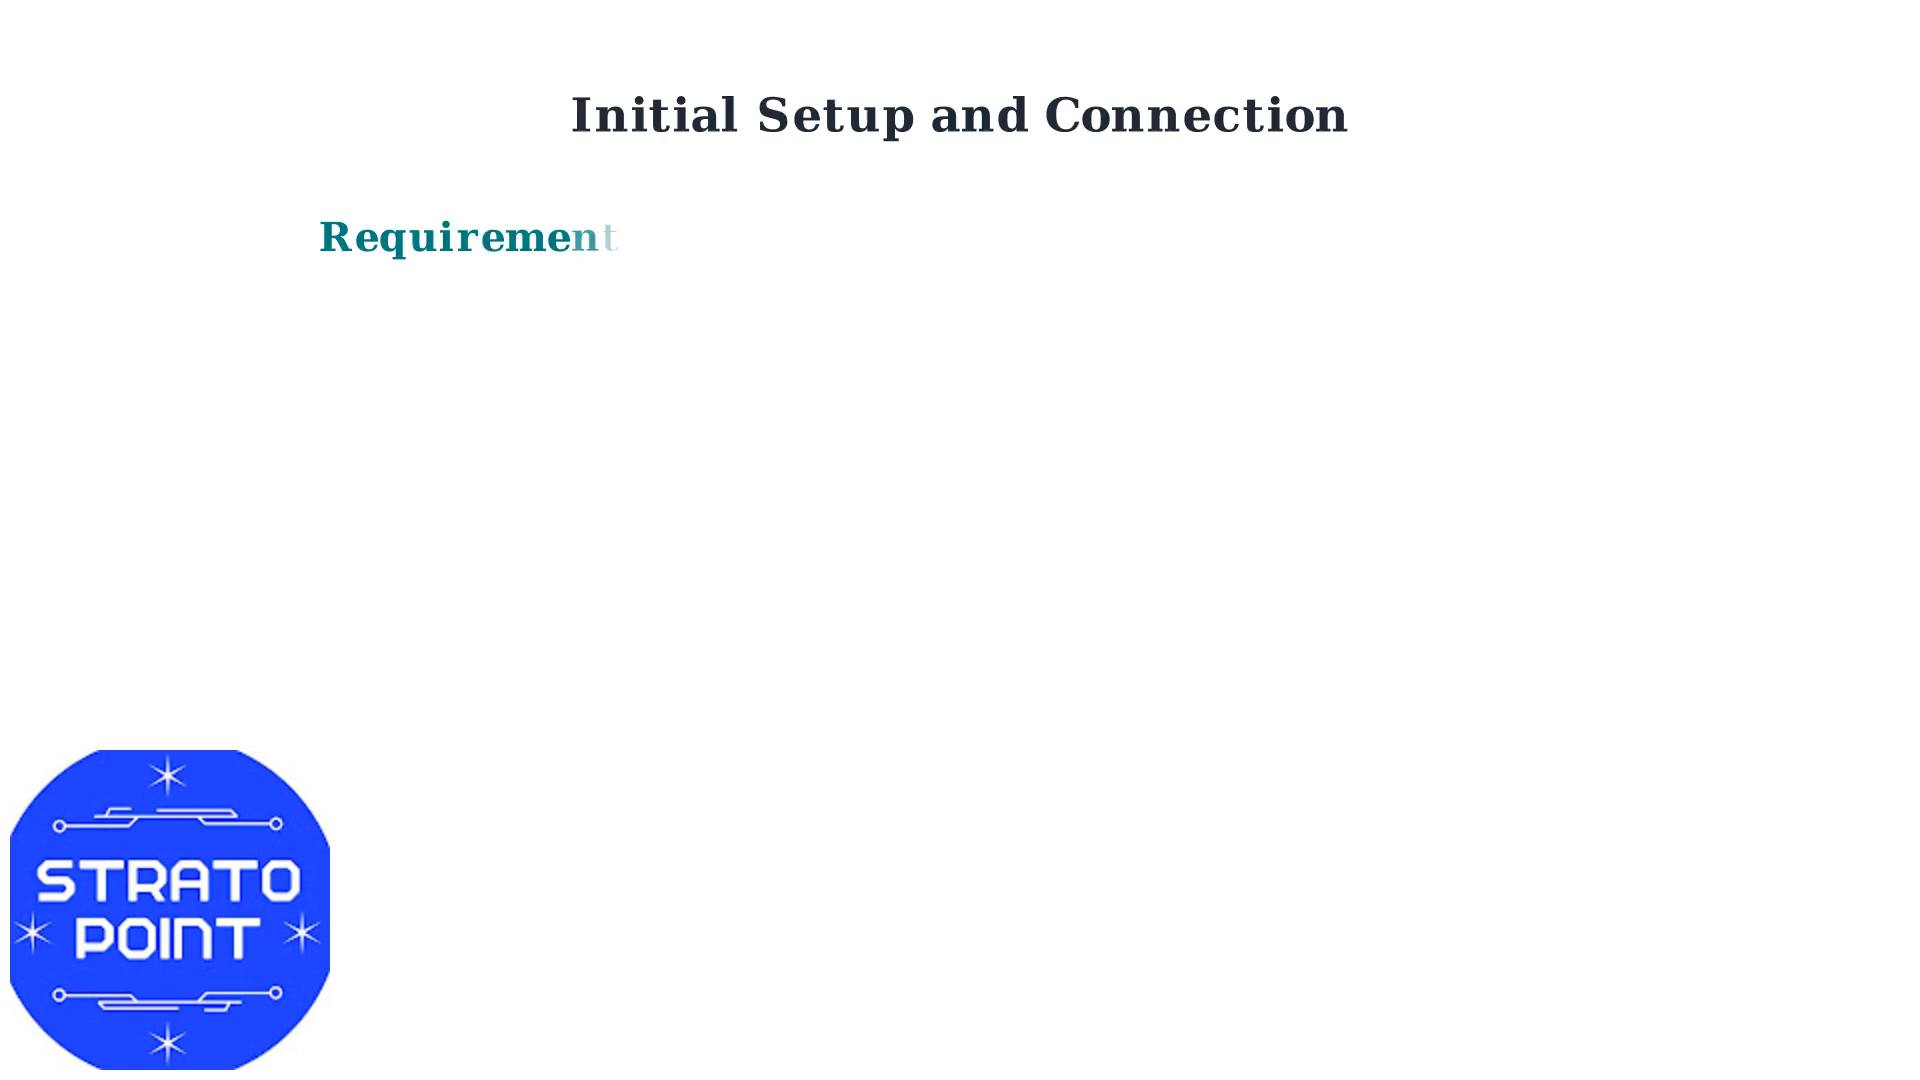 Initial Setup and Connection
Requirement
STRATO
POINT